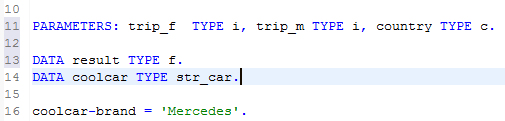 10
11 PARAMETERS: trip_f  TYPE i, trip_m TYPE i, country TYPE c.
12
13 DATA result TYPE f.
14 DATA coolcar TYPE str_car.
15
16 coolcar-brand = 'Mercedes'.